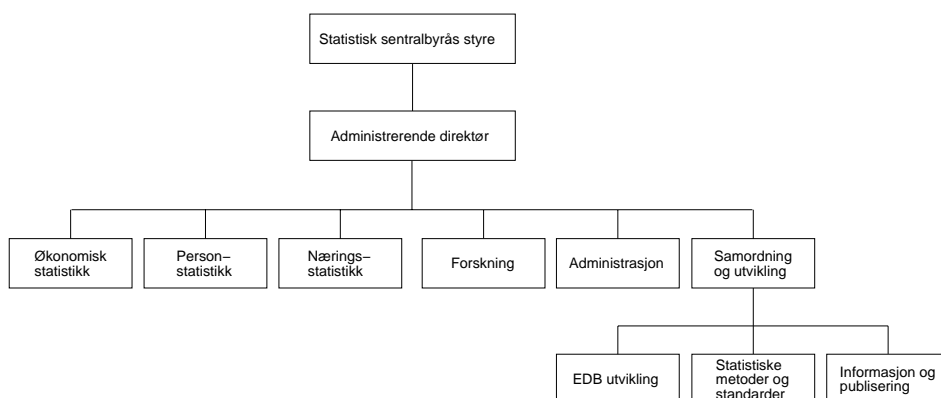 Statistisk sentralbyrås styre
Administrerende direktør
Økonomisk
statistikk
Person–
statistikk
Nærings–
statistikk
Forskning
Administrasjon
Samordning
og utvikling
EDB utvikling
Statistiske
metoder og
standarder
Informasjon og
publisering